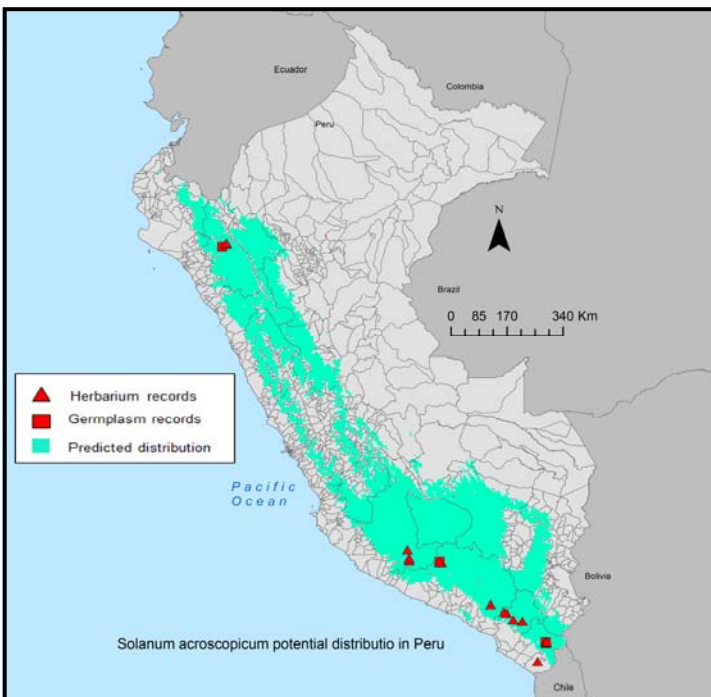 Ecuador
Colombia
Peru
N
Brazil
0 85 170 340 Km
Herbarium records
Germplasm records
Predicted distribution
Pacific
Ocean
Bolivia
Solanum acroscopicum potential distributio in Peru
Chile